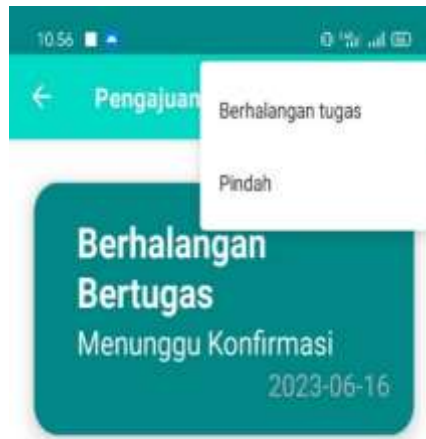 10.56
Pengajuan
Berhalangan tugas
Pindah
Berhalangan
Bertugas
Menunggu Konfirmasi
2023-06-16